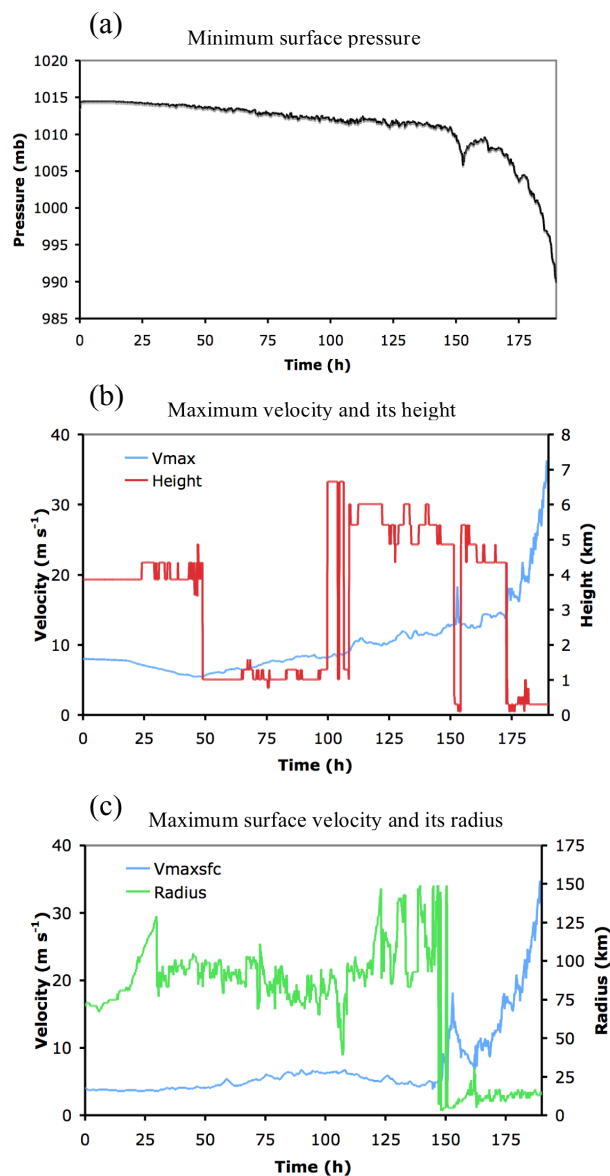 (a)
Minimum surface pressure
1020
1015
1010
1005
1000
995
990
985
Pressure (mb)
0 25 50 75 100 125 150 175
Time (h)
(b)
Maximum velocity and its height
40
30
20
10
0
Velocity (m s⁻¹)
Vmax
Height
8
7
6
5
4
3
2
1
0
Height (km)
0 25 50 75 100 125 150 175
Time (h)
(c)
Maximum surface velocity and its radius
40
30
20
10
0
Velocity (m s⁻¹)
Vmaxsfc
Radius
175
150
125
100
75
50
25
0
Radius (km)
0 25 50 75 100 125 150 175
Time (h)